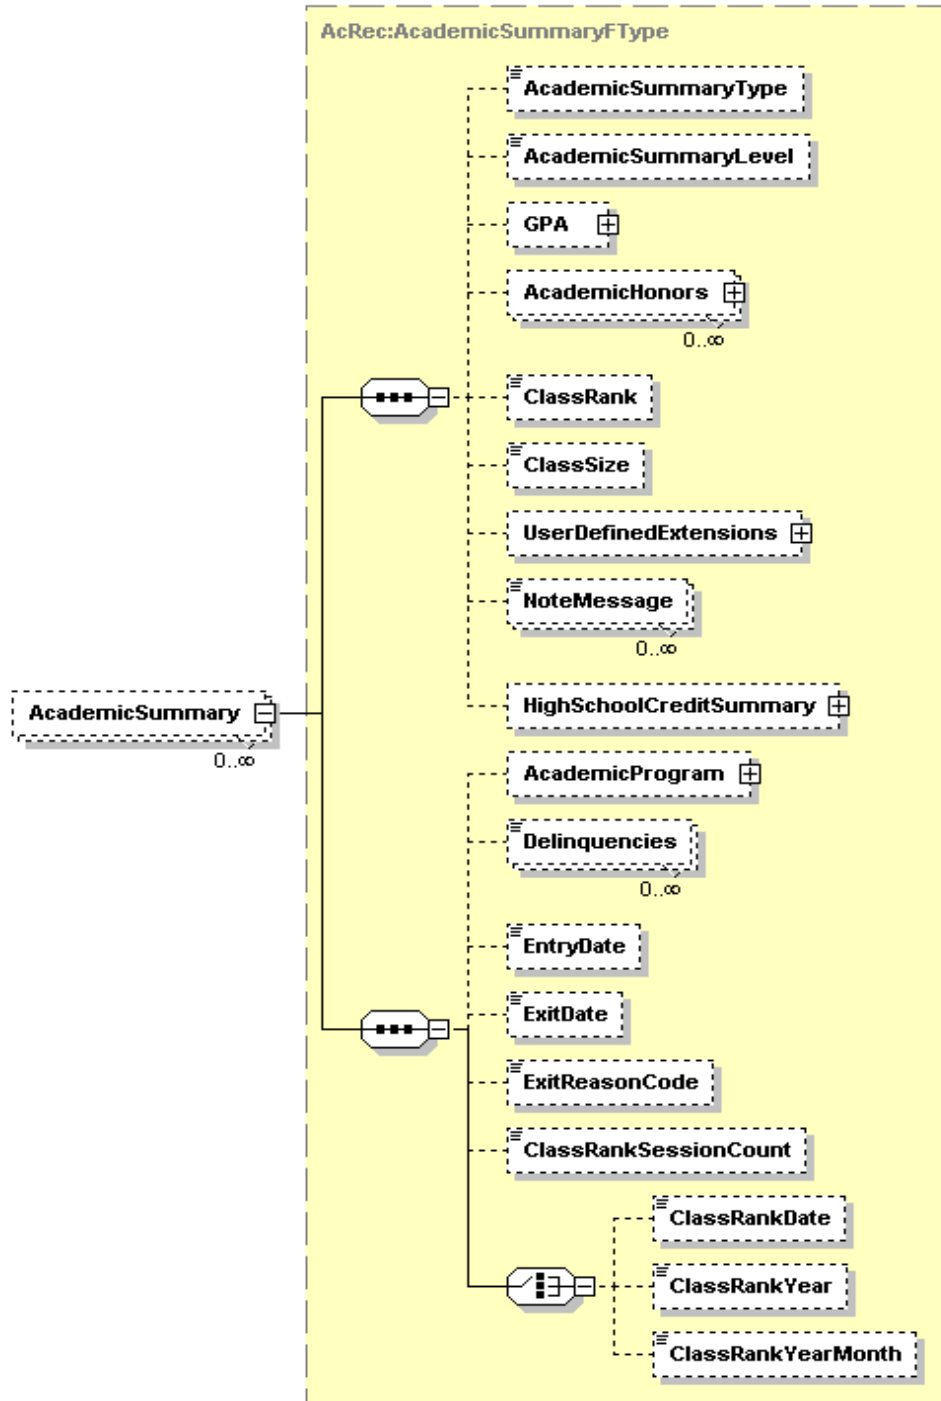 AcRec:AcademicSummaryFType
AcademicSummaryType
AcademicSummaryLevel
GPA
AcademicHonors
0..∞
ClassRank
ClassSize
UserDefinedExtensions
NoteMessage
0..∞
HighSchoolCreditSummary
AcademicSummary
0..∞
AcademicProgram
Delinquencies
0..∞
EntryDate
ExitDate
ExitReasonCode
ClassRankSessionCount
ClassRankDate
ClassRankYear
ClassRankYearMonth